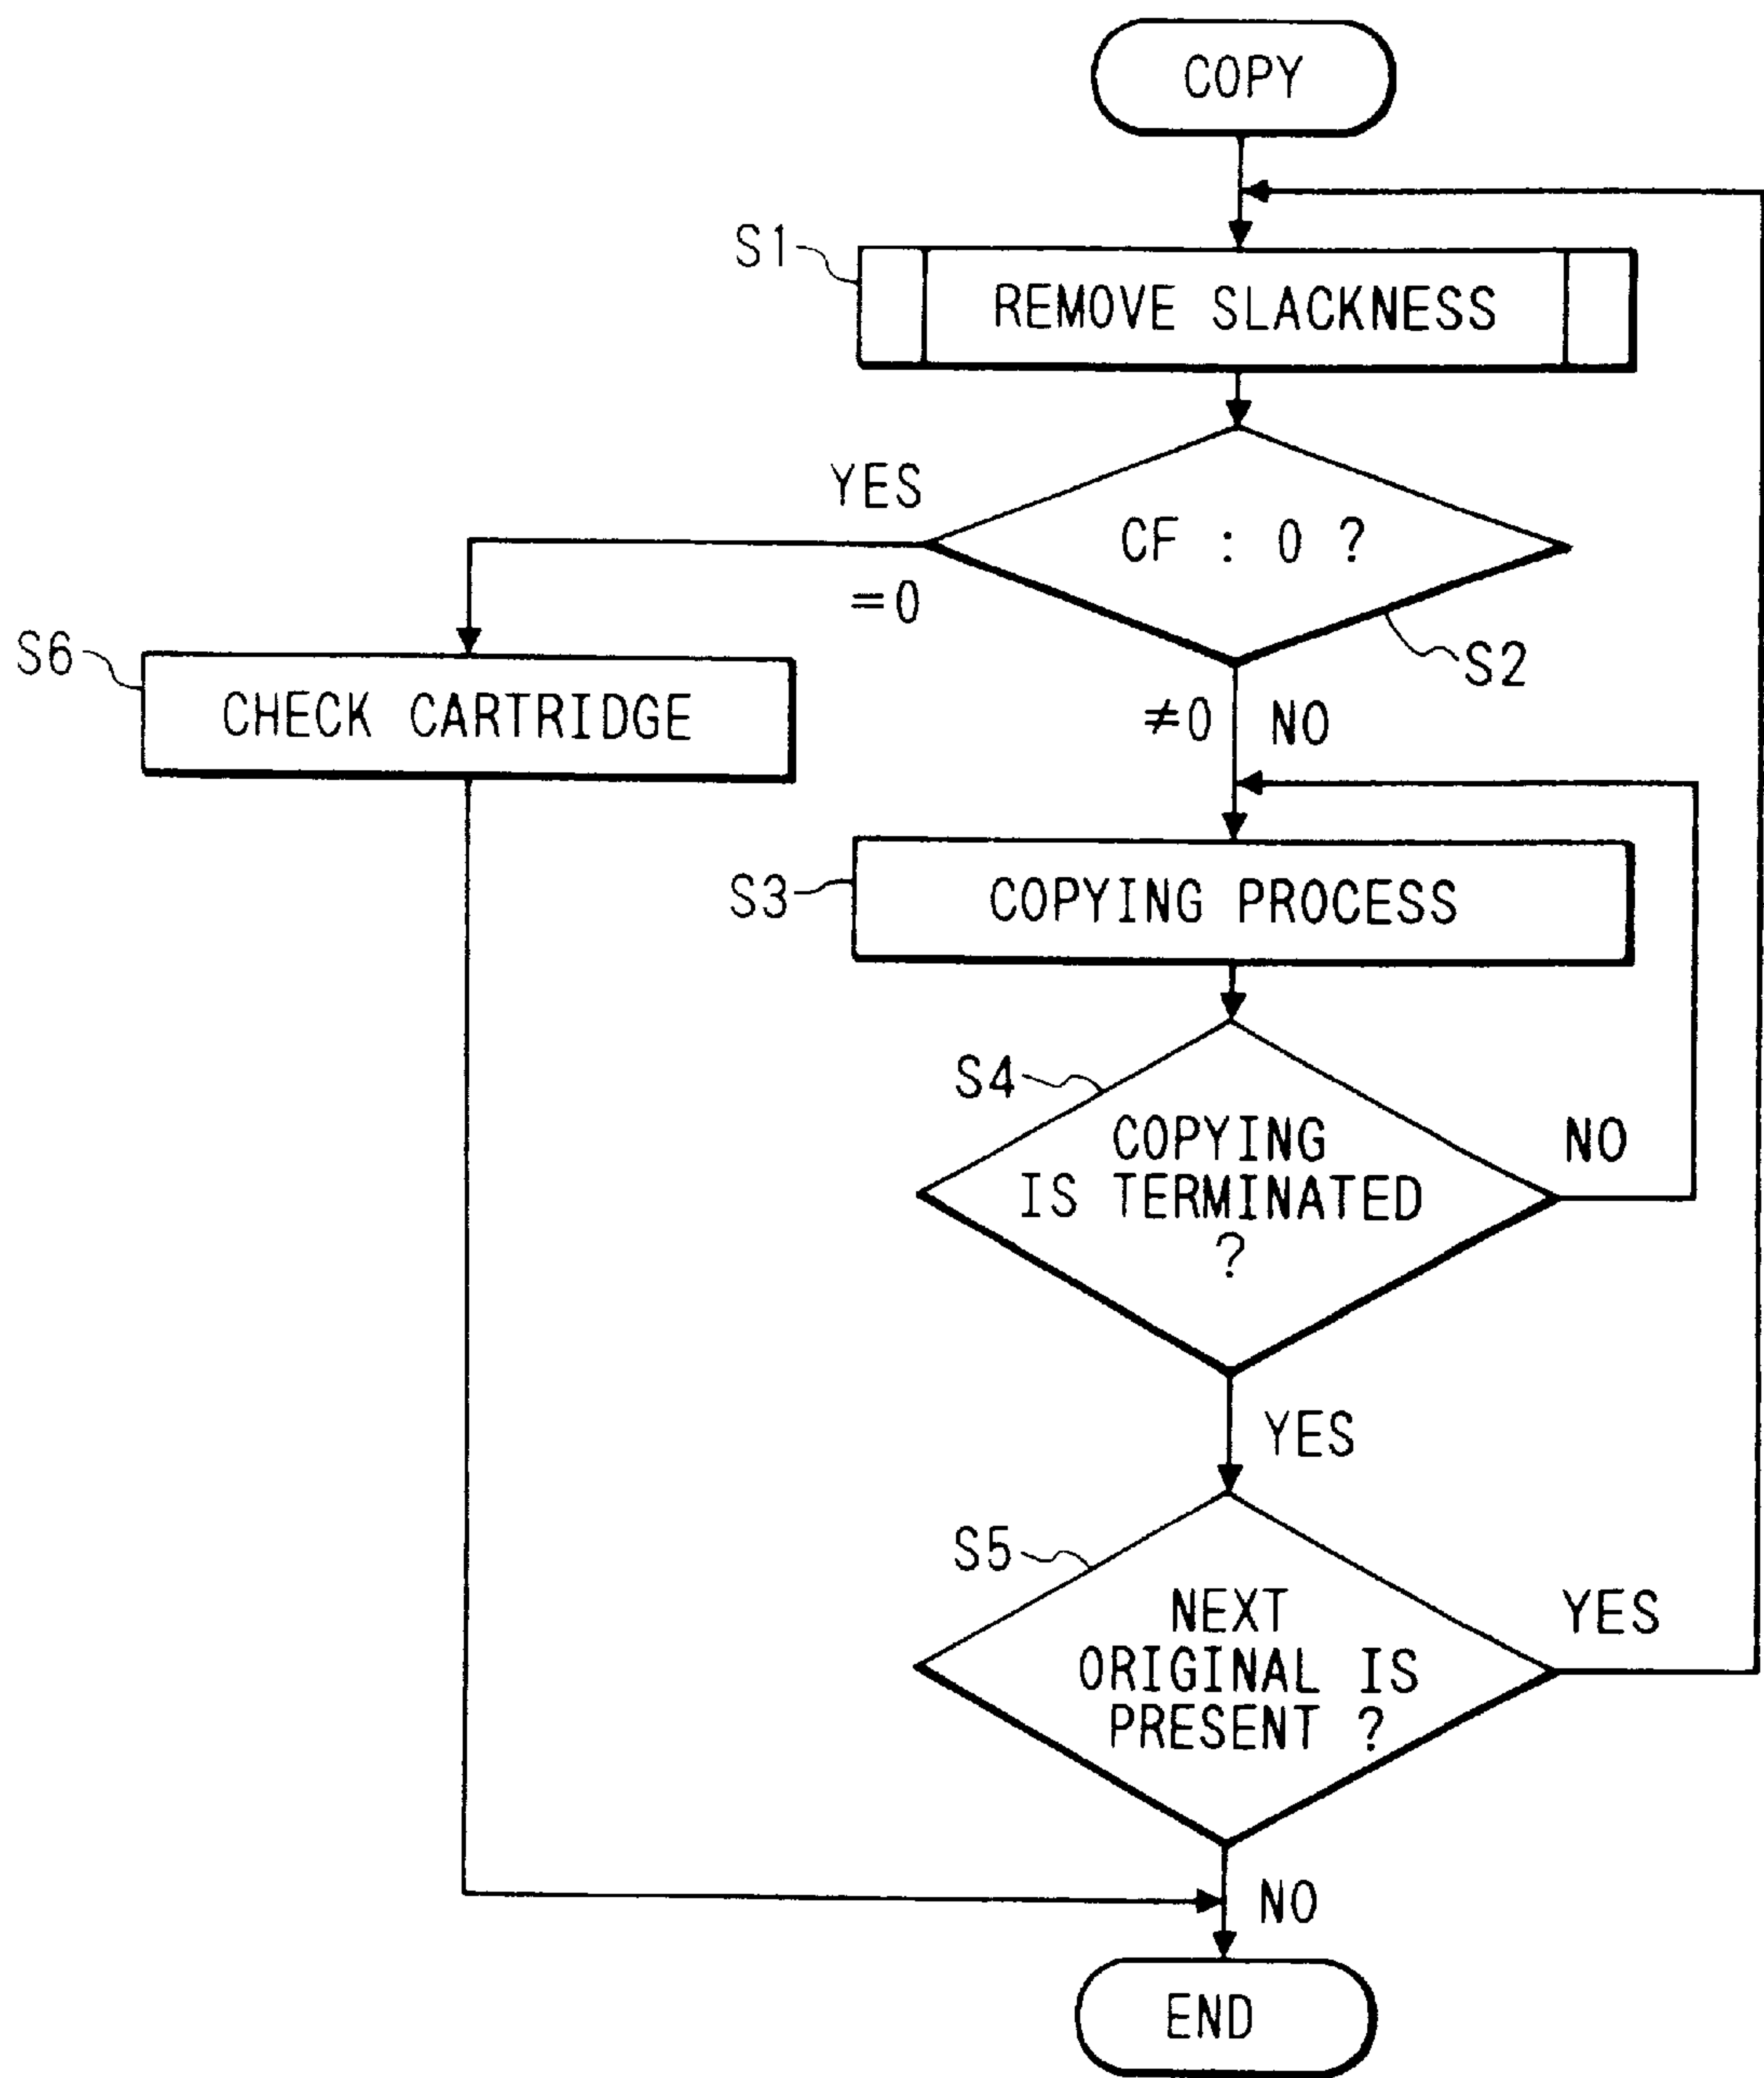 COPY
S1
REMOVE SLACKNESS
YES
CF : 0 ?
=0
S2
S6
CHECK CARTRIDGE
≠0 NO
S3
COPYING PROCESS
S4
COPYING
IS TERMINATED
?
NO
YES
S5
NEXT
ORIGINAL IS
PRESENT ?
YES
NO
END